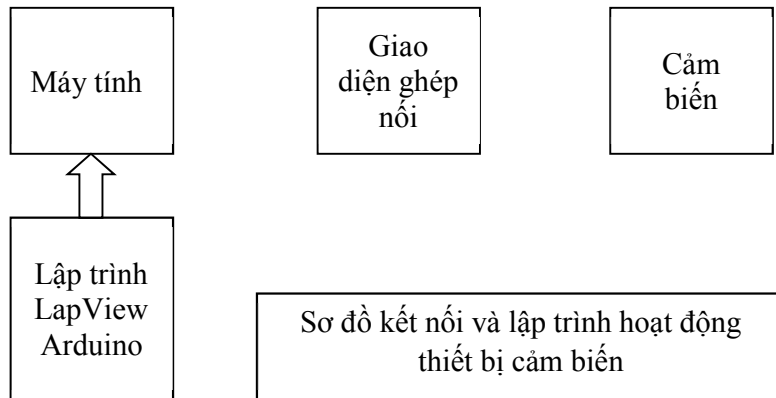 Máy tính
Giao
diện ghép
nối
Cảm
biến
Lập trình
LapView
Arduino
Sơ đồ kết nối và lập trình hoạt động
thiết bị cảm biến